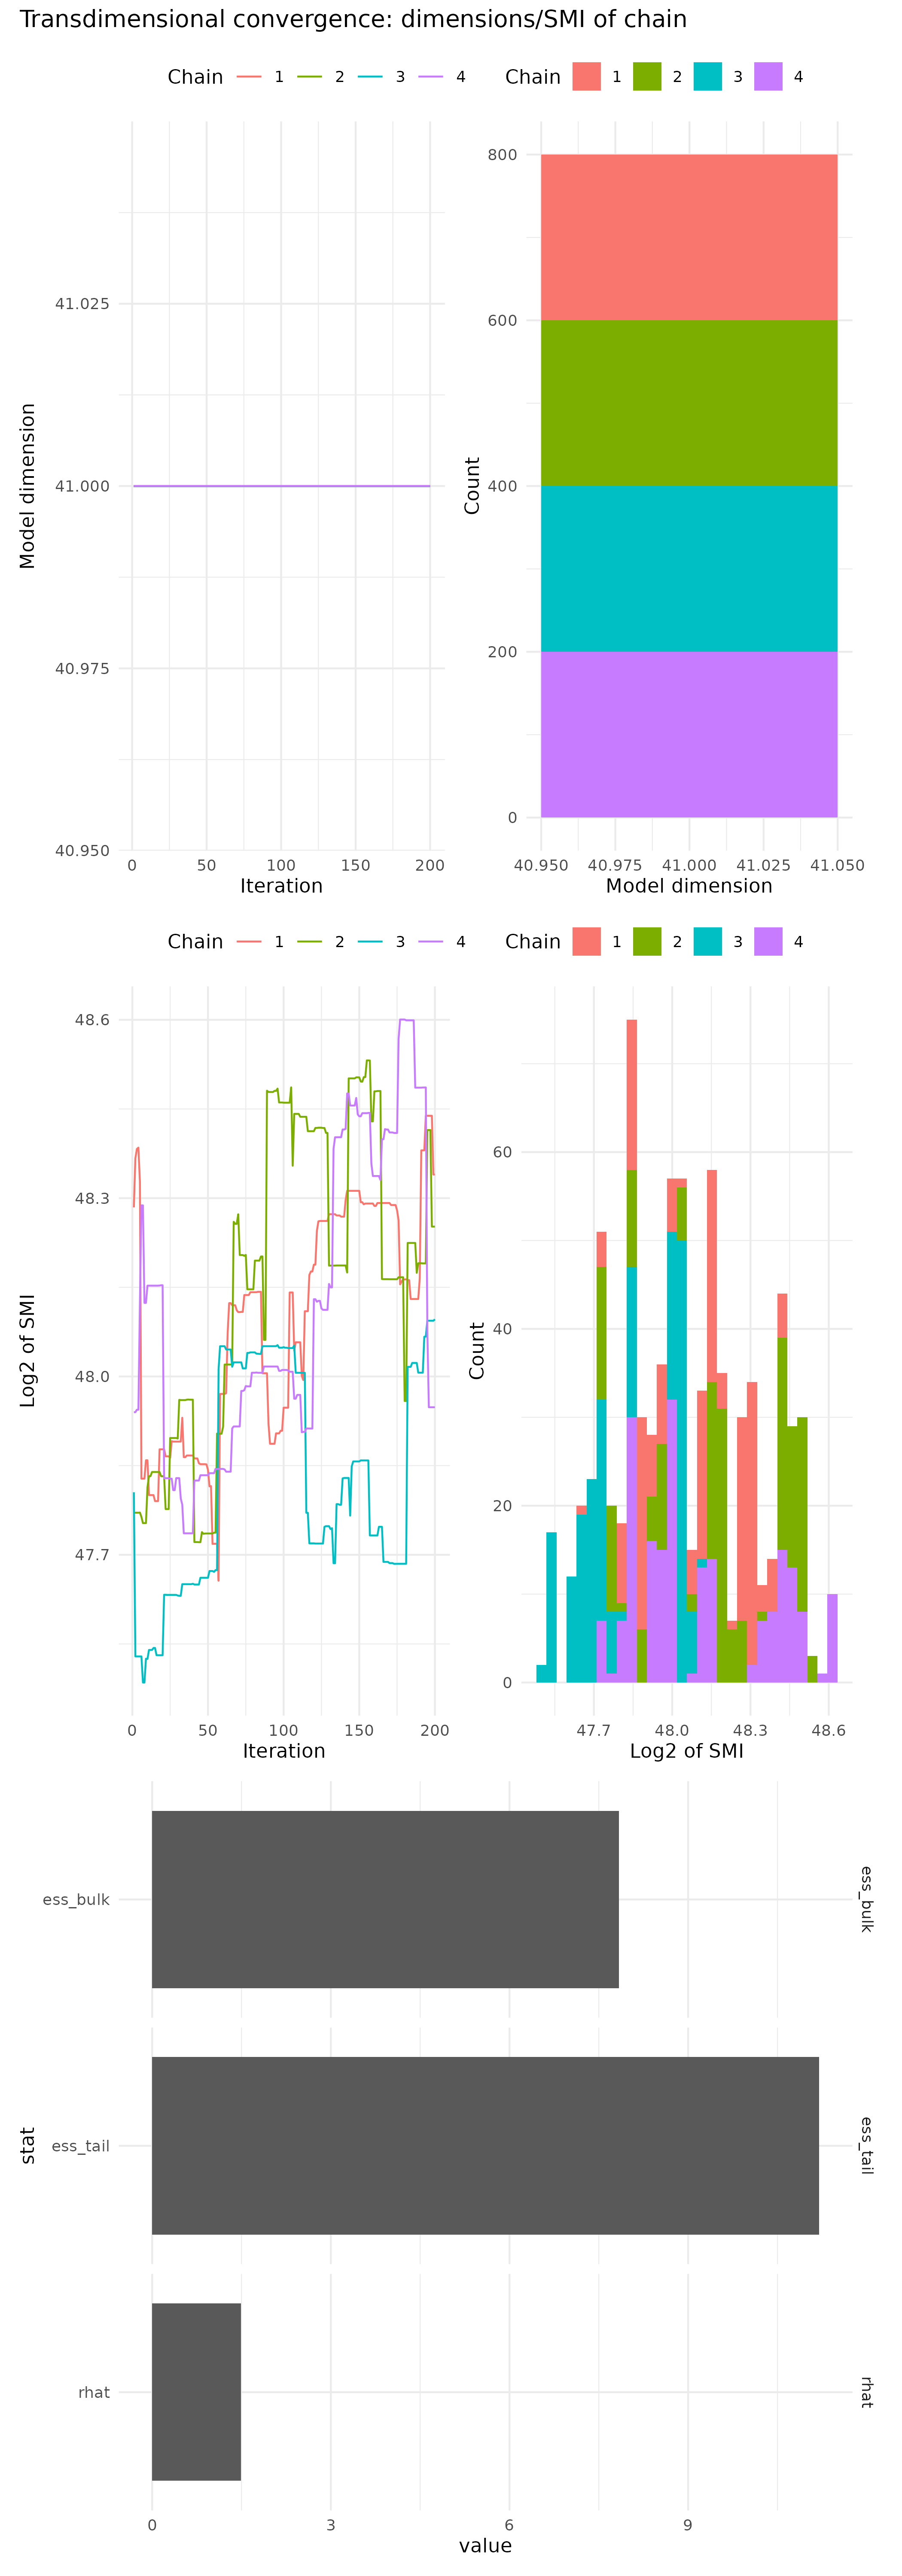 Transdimensional convergence: dimensions/SMI of chain
Chain 1 2 3 4
Chain 1 2 3 4
Model dimension
41.025
41.000
40.975
40.950
0 50 100 150 200
Iteration
Count
800
600
400
200
0
40.950 40.975 41.000 41.025 41.050
Model dimension
Chain 1 2 3 4
Chain 1 2 3 4
Log2 of SMI
48.6
48.3
48.0
47.7
0 50 100 150 200
Iteration
Count
60
40
20
0
47.7 48.0 48.3 48.6
Log2 of SMI
stat
ess_bulk
ess_bulk
ess_tail
ess_tail
rhat
rhat
0 3 6 9
value